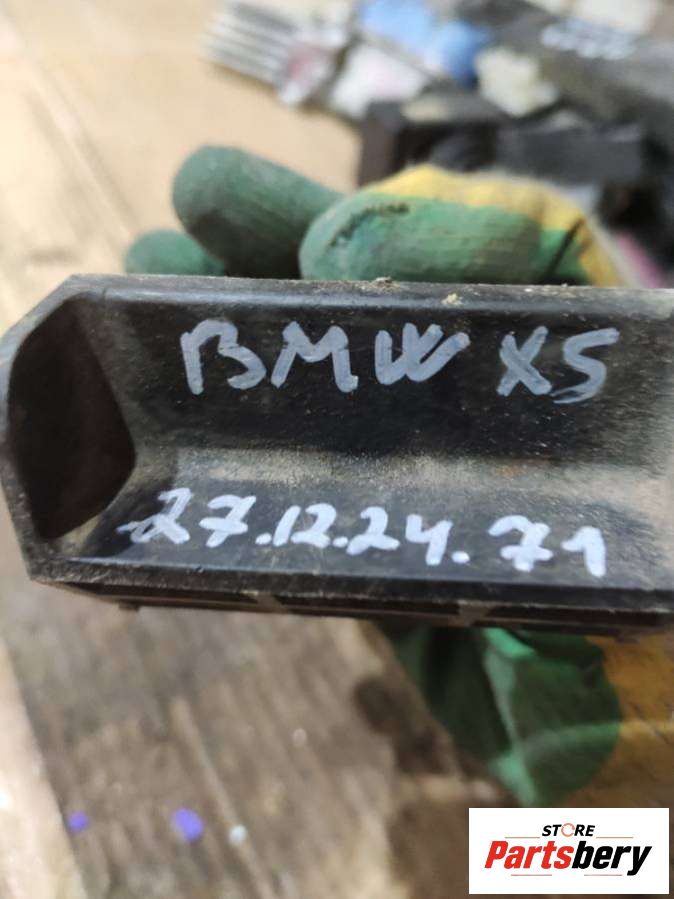 BMW X5
27.12.24.71
STORE
Partsbery